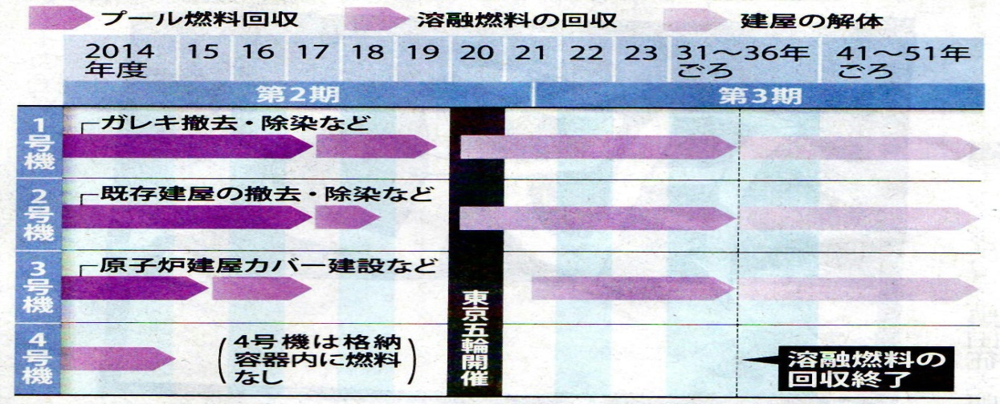 プール燃料回収
溶融燃料の回収
建屋の解体
2014
年度
15
16
17
18
19
20
21
22
23
31～36年
ごろ
41～51年
ごろ
第2期
第3期
1号機
ガレキ撤去・除染など
2号機
既存建屋の撤去・除染など
3号機
原子炉建屋カバー建設など
4号機
4号機は格納
容器内に燃料
なし
東京五輪開催
溶融燃料の
回収終了